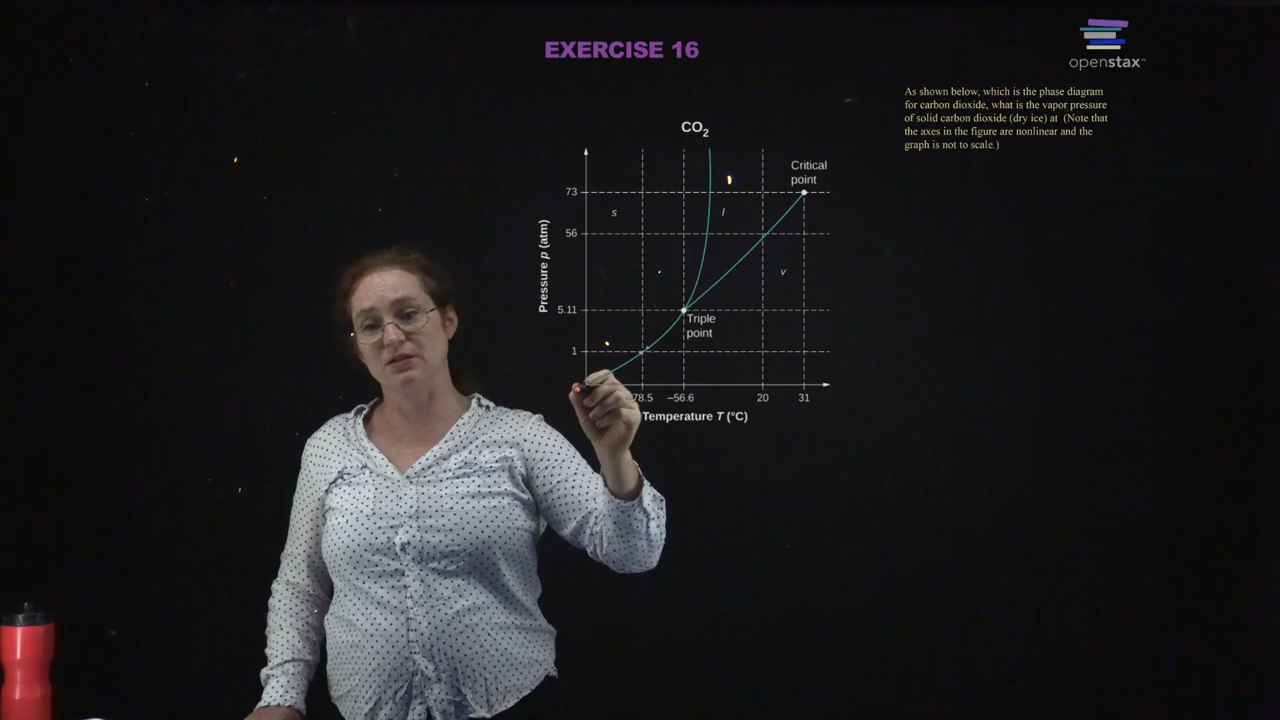 EXERCISE 16
openstax™
As shown below, which is the phase diagram
for carbon dioxide, what is the vapor pressure
of solid carbon dioxide (dry ice) at (Note that
the axes in the figure are nonlinear and the
graph is not to scale.)
CO2
Critical
point
73
s
l
56
v
Pressure p (atm)
5.11
Triple
point
1
78.5
–56.6
20
31
Temperature T (°C)